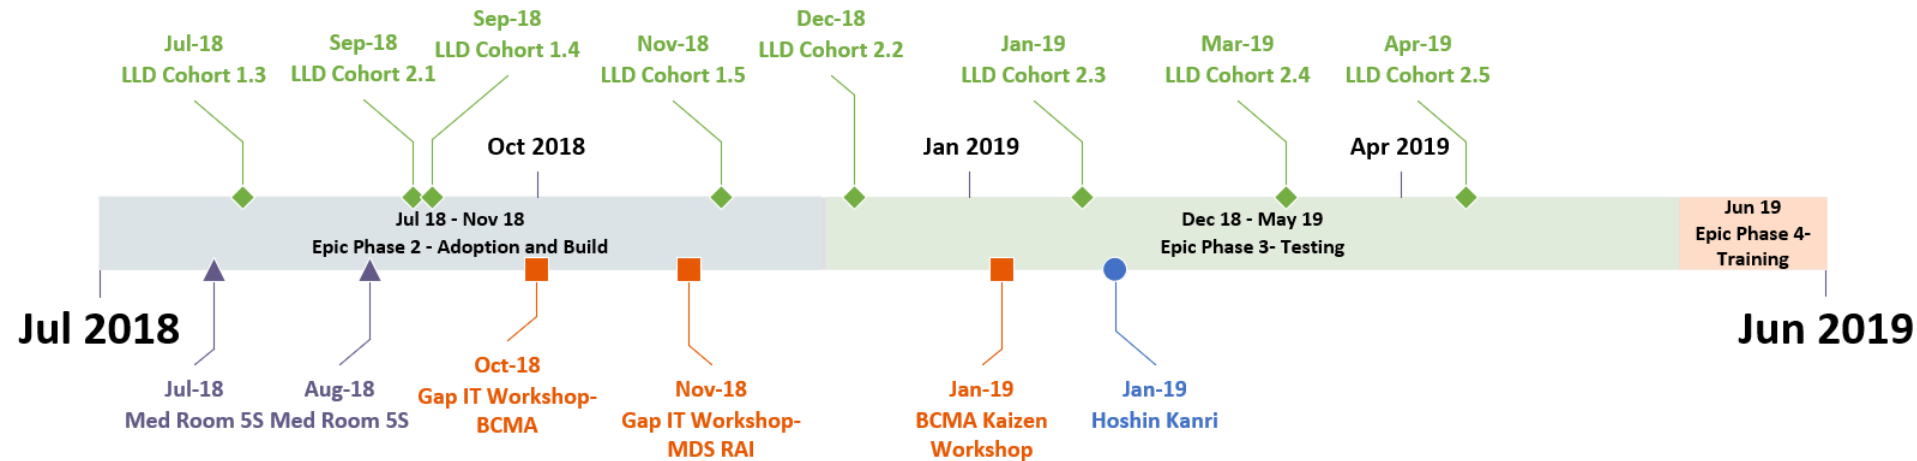 Jul-18
LLD Cohort 1.3
Sep-18
LLD Cohort 2.1
Sep-18
LLD Cohort 1.4
Nov-18
LLD Cohort 1.5
Dec-18
LLD Cohort 2.2
Jan-19
LLD Cohort 2.3
Mar-19
LLD Cohort 2.4
Apr-19
LLD Cohort 2.5
Oct 2018
Jan 2019
Apr 2019
Jul 18 - Nov 18
Epic Phase 2 - Adoption and Build
Dec 18 - May 19
Epic Phase 3- Testing
Jun 19
Epic Phase 4-
Training
Jul 2018
Jun 2019
Jul-18
Med Room 5S
Aug-18
Med Room 5S
Oct-18
Gap IT Workshop-
BCMA
Nov-18
Gap IT Workshop-
MDS RAI
Jan-19
BCMA Kaizen
Workshop
Jan-19
Hoshin Kanri